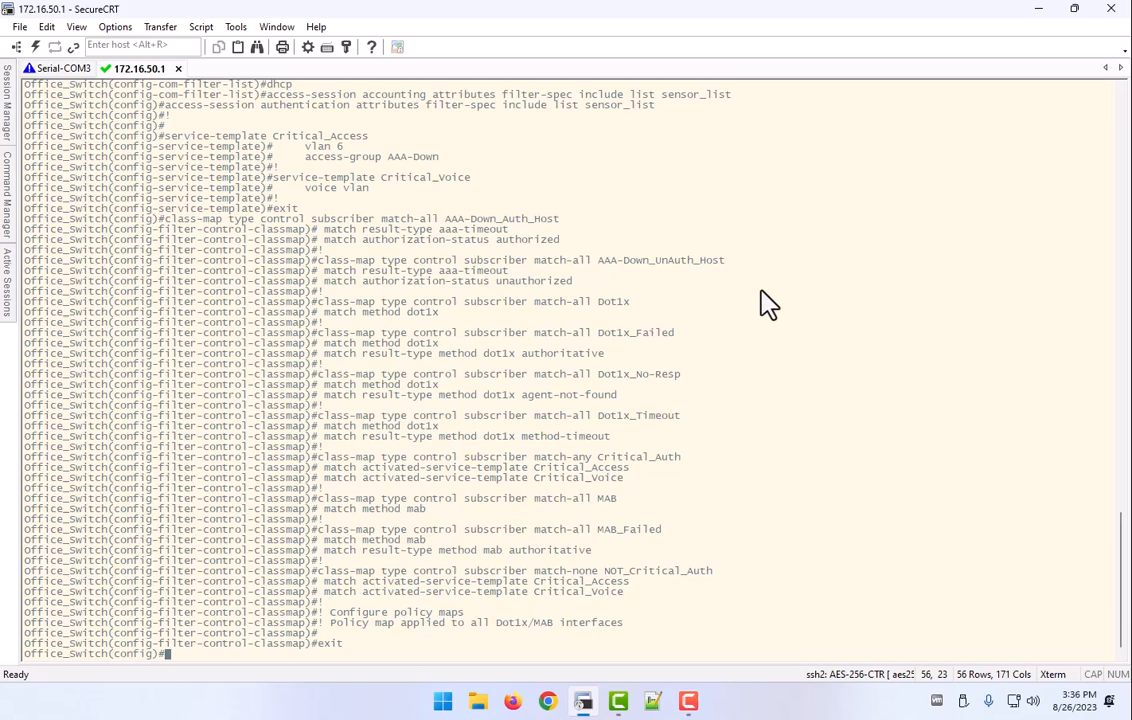 172.16.50.1 - SecureCRT
File Edit View Options Transfer Script Tools Window Help
Enter host <Alt+R>
Serial-COM3 172.16.50.1
Session Manager
Command Manager
Active Sessions
Office_Switch(config-com-filter-list)#dhcp
Office_Switch(config-com-filter-list)#access-session accounting attributes filter-spec include list sensor_list
Office_Switch(config)#access-session authentication attributes filter-spec include list sensor_list
Office_Switch(config)#!
Office_Switch(config)#
Office_Switch(config)#service-template Critical_Access
Office_Switch(config-service-template)#     vlan 6
Office_Switch(config-service-template)#     access-group AAA-Down
Office_Switch(config-service-template)#!
Office_Switch(config-service-template)#service-template Critical_Voice
Office_Switch(config-service-template)#     voice vlan
Office_Switch(config-service-template)#!
Office_Switch(config-service-template)#exit
Office_Switch(config)#class-map type control subscriber match-all AAA-Down_Auth_Host
Office_Switch(config-filter-control-classmap)# match result-type aaa-timeout
Office_Switch(config-filter-control-classmap)# match authorization-status authorized
Office_Switch(config-filter-control-classmap)#!
Office_Switch(config-filter-control-classmap)#class-map type control subscriber match-all AAA-Down_UnAuth_Host
Office_Switch(config-filter-control-classmap)# match result-type aaa-timeout
Office_Switch(config-filter-control-classmap)# match authorization-status unauthorized
Office_Switch(config-filter-control-classmap)#!
Office_Switch(config-filter-control-classmap)#class-map type control subscriber match-all Dot1x
Office_Switch(config-filter-control-classmap)# match method dot1x
Office_Switch(config-filter-control-classmap)#!
Office_Switch(config-filter-control-classmap)#class-map type control subscriber match-all Dot1x_Failed
Office_Switch(config-filter-control-classmap)# match method dot1x
Office_Switch(config-filter-control-classmap)# match result-type method dot1x authoritative
Office_Switch(config-filter-control-classmap)#!
Office_Switch(config-filter-control-classmap)#class-map type control subscriber match-all Dot1x_No-Resp
Office_Switch(config-filter-control-classmap)# match method dot1x
Office_Switch(config-filter-control-classmap)# match result-type method dot1x agent-not-found
Office_Switch(config-filter-control-classmap)#!
Office_Switch(config-filter-control-classmap)#class-map type control subscriber match-all Dot1x_Timeout
Office_Switch(config-filter-control-classmap)# match method dot1x
Office_Switch(config-filter-control-classmap)# match result-type method dot1x method-timeout
Office_Switch(config-filter-control-classmap)#!
Office_Switch(config-filter-control-classmap)#class-map type control subscriber match-any Critical_Auth
Office_Switch(config-filter-control-classmap)# match activated-service-template Critical_Access
Office_Switch(config-filter-control-classmap)# match activated-service-template Critical_Voice
Office_Switch(config-filter-control-classmap)#!
Office_Switch(config-filter-control-classmap)#class-map type control subscriber match-all MAB
Office_Switch(config-filter-control-classmap)# match method mab
Office_Switch(config-filter-control-classmap)#!
Office_Switch(config-filter-control-classmap)#class-map type control subscriber match-all MAB_Failed
Office_Switch(config-filter-control-classmap)# match method mab
Office_Switch(config-filter-control-classmap)# match result-type method mab authoritative
Office_Switch(config-filter-control-classmap)#!
Office_Switch(config-filter-control-classmap)#class-map type control subscriber match-none NOT_Critical_Auth
Office_Switch(config-filter-control-classmap)# match activated-service-template Critical_Access
Office_Switch(config-filter-control-classmap)# match activated-service-template Critical_Voice
Office_Switch(config-filter-control-classmap)#!
Office_Switch(config-filter-control-classmap)#! Configure policy maps
Office_Switch(config-filter-control-classmap)#! Policy map applied to all Dot1x/MAB interfaces
Office_Switch(config-filter-control-classmap)#
Office_Switch(config-filter-control-classmap)#exit
Office_Switch(config)#
Ready ssh2: AES-256-CTR [ aes25 56, 23 56 Rows, 171 Cols Xterm CAP NUM
3:36 PM
8/26/2023